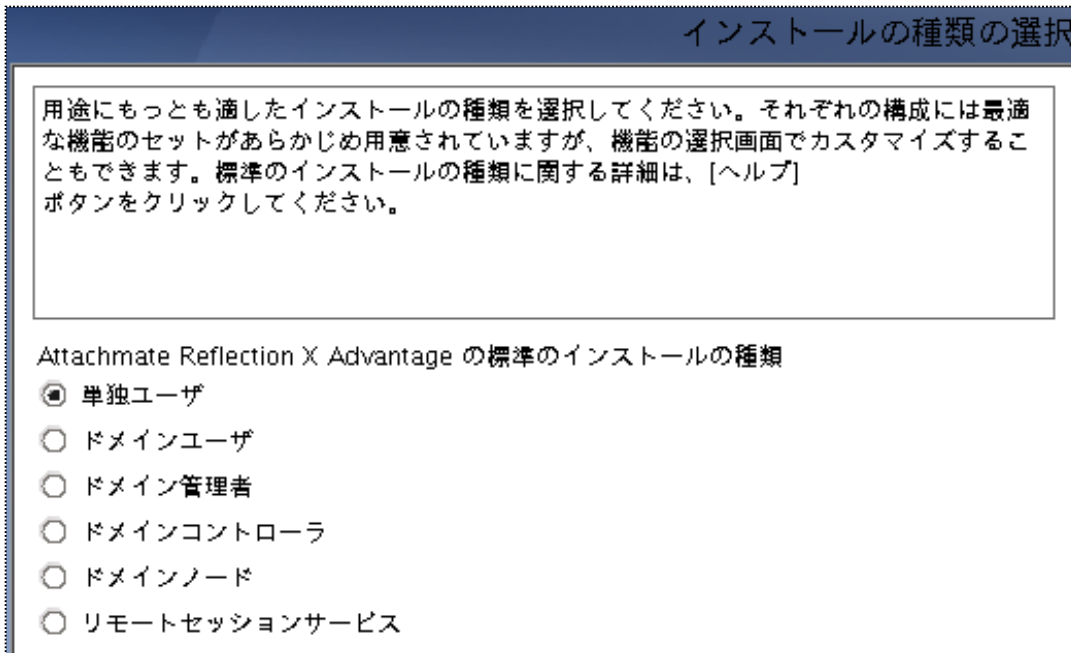 インストールの種類の選択
用途にもっとも適したインストールの種類を選択してください。それぞれの構成には最適
な機能のセットがあらかじめ用意されていますが、機能の選択画面でカスタマイズするこ
ともできます。標準のインストールの種類に関する詳細は、[ヘルプ]
ボタンをクリックしてください。
Attachmate Reflection X Advantage の標準のインストールの種類
単独ユーザ
ドメインユーザ
ドメイン管理者
ドメインコントローラ
ドメインノード
リモートセッションサービス